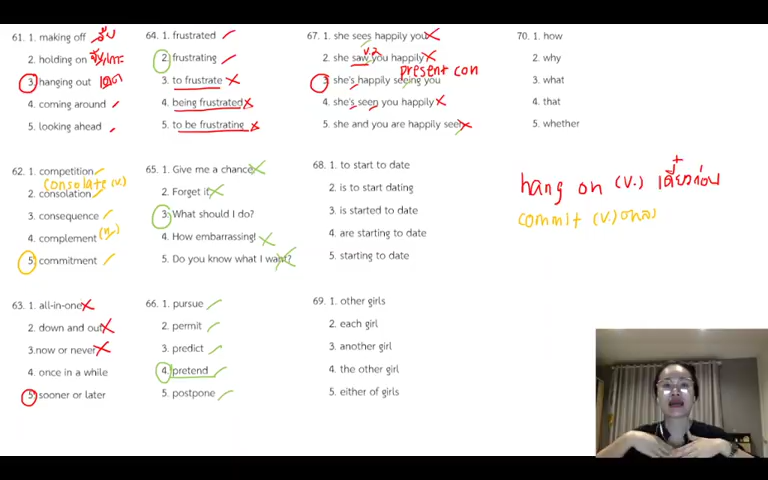 61. 1. making off
2. holding on
3. hanging out
4. coming around
5. looking ahead
62. 1. competition
consolate (v.)
2. consolation
3. consequence
4. complement (n.)
5. commitment
63. 1. all-in-one
2. down and out
3.now or never
4. once in a while
5. sooner or later
64. 1. frustrated
2. frustrating
3. to frustrate
4. being frustrated
5. to be frustrating
65. 1. Give me a chance
2. Forget it
3. What should I do?
4. How embarrassing!
5. Do you know what I want?
66. 1. pursue
2. permit
3. predict
4. pretend
5. postpone
67. 1. she sees happily you
v.2
2. she saw you happily
present con
3. she's happily seeing you
4. she's seen you happily
5. she and you are happily seen
68. 1. to start to date
2. is to start dating
3. is started to date
4. are starting to date
5. starting to date
69. 1. other girls
2. each girl
3. another girl
4. the other girl
5. either of girls
70. 1. how
2. why
3. what
4. that
5. whether
hang on (v.) เดี๋ยวก่อน
commit (v.)